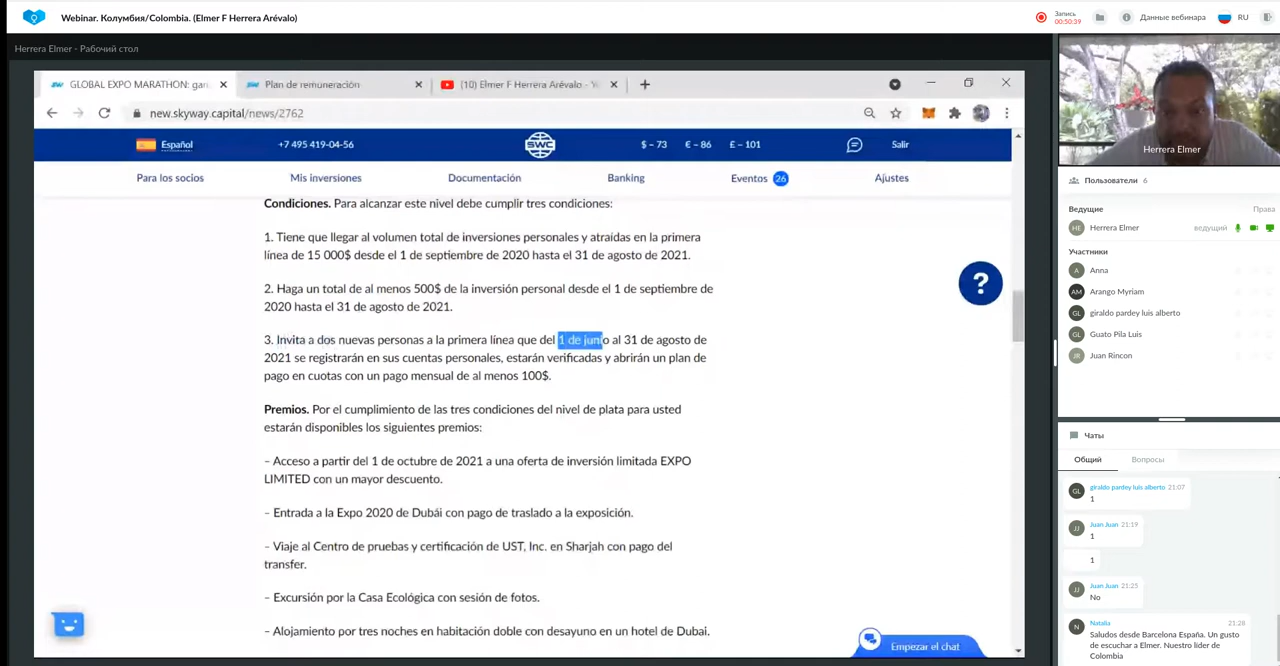 Webinar. Колумбия/Colombia. (Elmer F Herrera Arévalo)
Запись
00:50:39
Данные вебинара
RU
Herrera Elmer - Рабочий стол
GLOBAL EXPO MARATHON: gan
Plan de remuneración
(10) Elmer F Herrera Arévalo - Yo
new.skyway.capital/news/2762
Español
+7 495 419-04-56
SWC
$ – 73
€ – 86
£ – 101
Salir
Para los socios
Mis inversiones
Documentación
Banking
Eventos 26
Ajustes
Condiciones. Para alcanzar este nivel debe cumplir tres condiciones:
1. Tiene que llegar al volumen total de inversiones personales y atraídas en la primera
línea de 15 000$ desde el 1 de septiembre de 2020 hasta el 31 de agosto de 2021.
2. Haga un total de al menos 500$ de la inversión personal desde el 1 de septiembre de
2020 hasta el 31 de agosto de 2021.
3. Invita a dos nuevas personas a la primera línea que del 1 de junio al 31 de agosto de
2021 se registrarán en sus cuentas personales, estarán verificadas y abrirán un plan de
pago en cuotas con un pago mensual de al menos 100$.
Premios. Por el cumplimiento de las tres condiciones del nivel de plata para usted
estarán disponibles los siguientes premios:
– Acceso a partir del 1 de octubre de 2021 a una oferta de inversión limitada EXPO
LIMITED con un mayor descuento.
– Entrada a la Expo 2020 de Dubái con pago de traslado a la exposición.
– Viaje al Centro de pruebas y certificación de UST, Inc. en Sharjah con pago del
transfer.
– Excursión por la Casa Ecológica con sesión de fotos.
– Alojamiento por tres noches en habitación doble con desayuno en un hotel de Dubai.
?
Empezar el chat
Herrera Elmer
Пользователи 6
Ведущие
Права
HE
Herrera Elmer
ведущий
Участники
A
Anna
AM
Arango Myriam
GL
giraldo pardey luis alberto
GL
Guato Pila Luis
JR
Juan Rincon
Чаты
Общий
Вопросы
GL
giraldo pardey luis alberto 21:07
1
JJ
Juan Juan 21:19
1
1
JJ
Juan Juan 21:25
No
N
Natalia 21:28
Saludos desde Barcelona España. Un gusto
de escuchar a Elmer. Nuestro líder de
Colombia